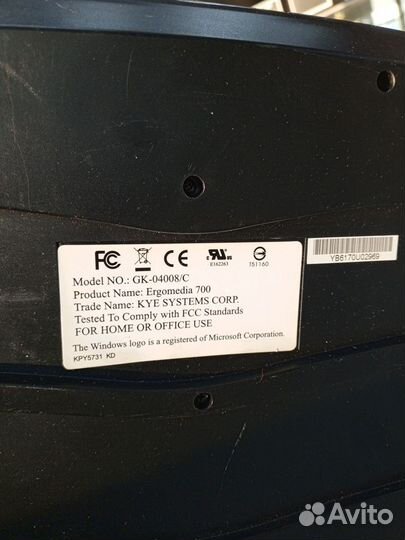 FC CE
E162261
T51160
Model NO.: GK-04008/C
Product Name: Ergomedia 700
Trade Name: KYE SYSTEMS CORP.
Tested To Comply with FCC Standards
FOR HOME OR OFFICE USE
The Windows logo is a registered of Microsoft Corporation.
KPY5731 KD
YB6170U02969
Avito